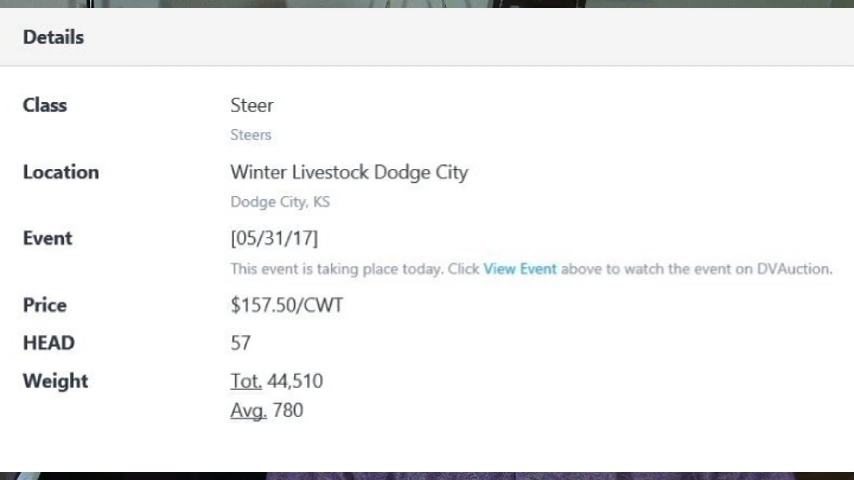 Details
Class Steer
Steers
Location Winter Livestock Dodge City
Dodge City, KS
Event [05/31/17]
This event is taking place today. Click View Event above to watch the event on DVAuction.
Price $157.50/CWT
HEAD 57
Weight Tot. 44,510
Avg. 780